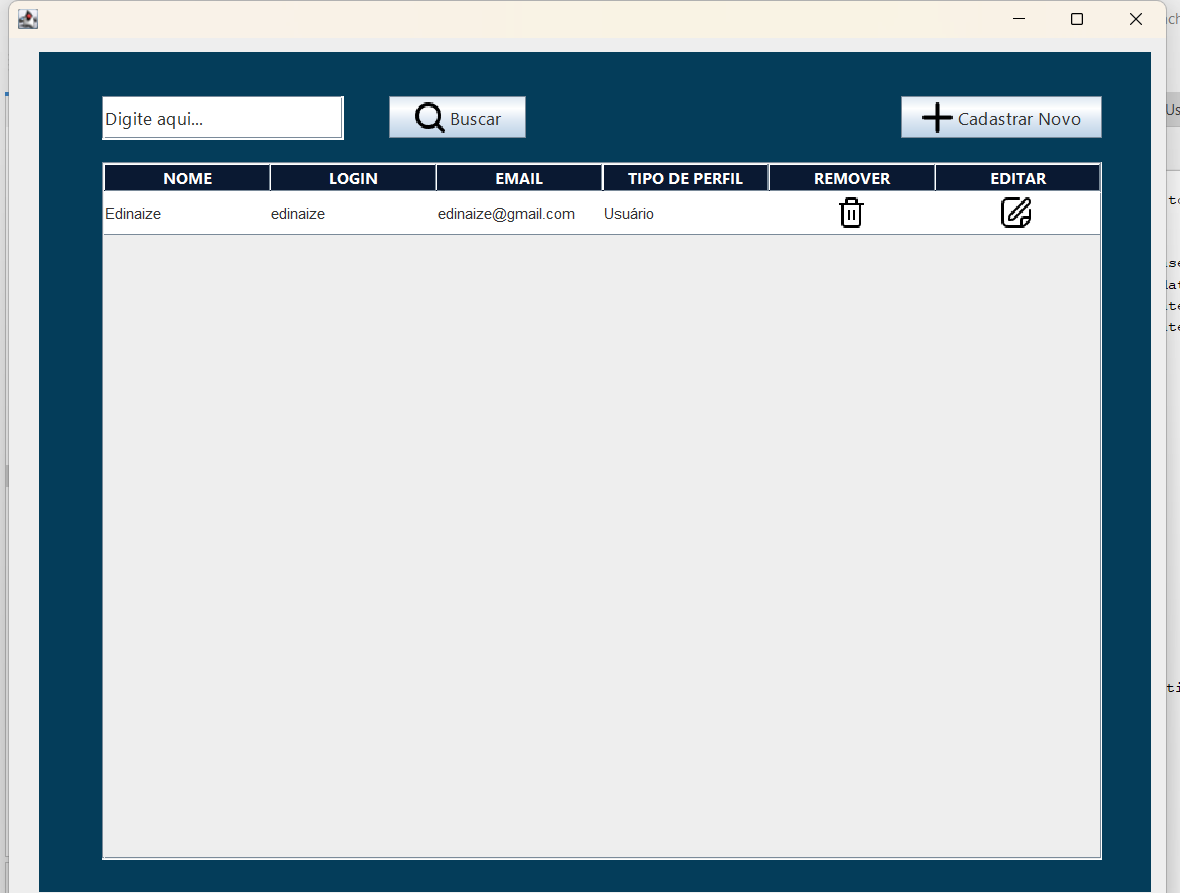 Digite aqui...
Buscar
Cadastrar Novo
NOME LOGIN EMAIL TIPO DE PERFIL REMOVER EDITAR
Edinaize edinaize edinaize@gmail.com Usuário